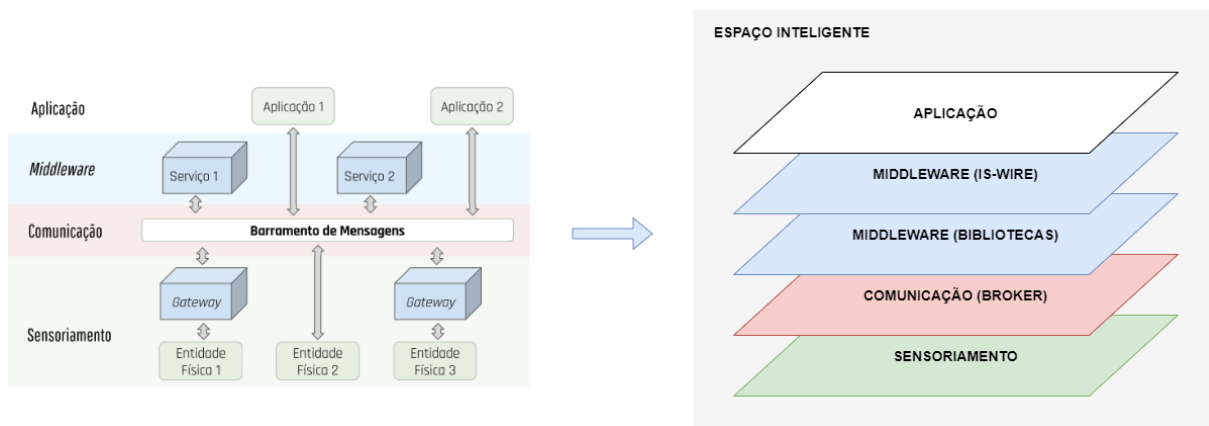 Aplicação
Aplicação 1
Aplicação 2
Middleware
Serviço 1
Serviço 2
Comunicação
Barramento de Mensagens
Gateway
Gateway
Sensoriamento
Entidade
Física 1
Entidade
Física 2
Entidade
Física 3
ESPAÇO INTELIGENTE
APLICAÇÃO
MIDDLEWARE (IS-WIRE)
MIDDLEWARE (BIBLIOTECAS)
COMUNICAÇÃO (BROKER)
SENSORIAMENTO